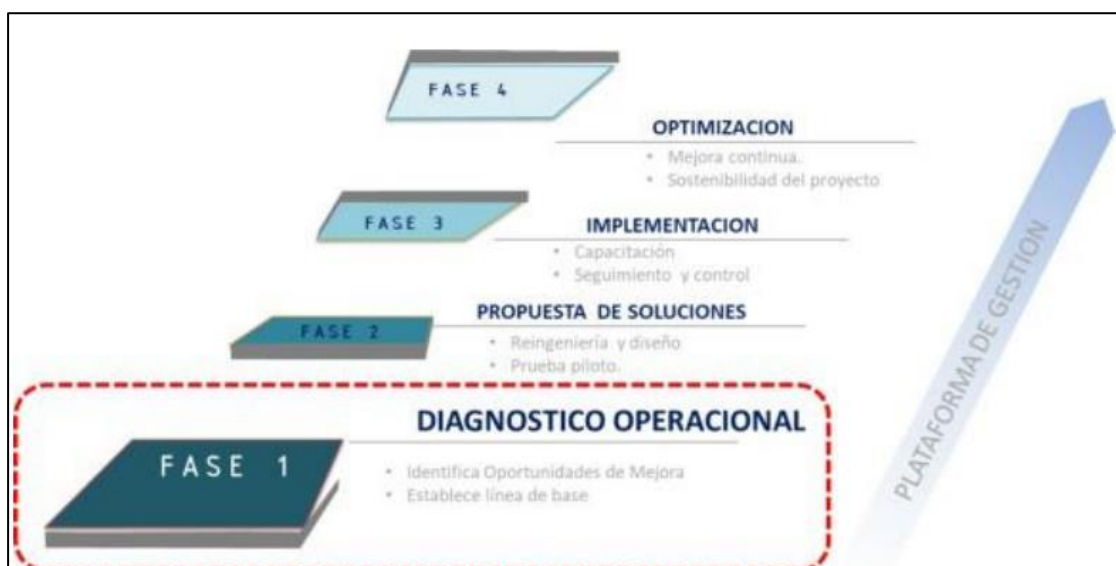 FASE 4
OPTIMIZACION
• Mejora continua.
• Sostenibilidad del proyecto
FASE 3
IMPLEMENTACION
• Capacitación
• Seguimiento y control
PROPUESTA DE SOLUCIONES
FASE 2
• Reingeniería y diseño
• Prueba piloto.
DIAGNOSTICO OPERACIONAL
FASE 1
• Identifica Oportunidades de Mejora
• Establece línea de base
PLATAFORMA DE GESTION